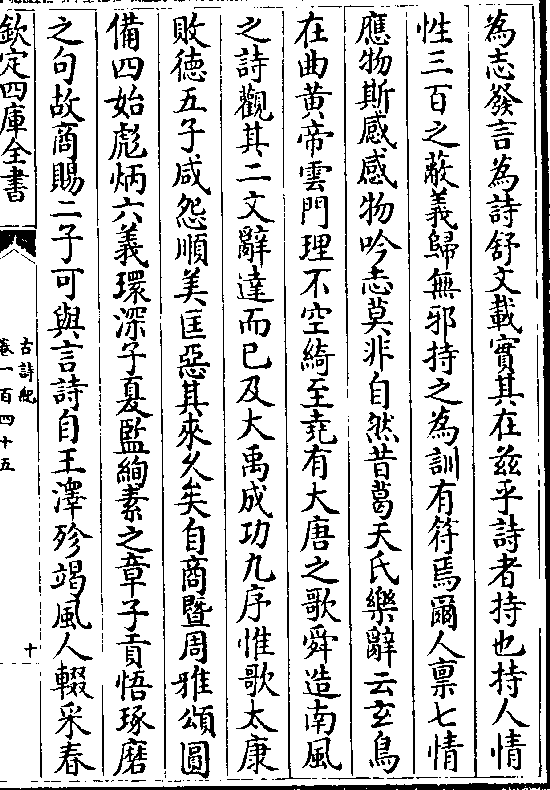 為志發言為詩舒文載實其在兹乎詩者持也持人情
性三百之蔽義歸無邪持之為訓有符焉爾人禀七情
應物斯感感物吟志莫非自然昔葛天氏樂辭云玄鳥
在曲黄帝雲門理不空綺至堯有大唐之歌舜造南風
之詩觀其二文辭達而已及大禹成功九序惟歌太康
敗徳五子咸怨順美匡惡其來久矣自商暨周雅頌圓
備四始彪炳六義環深子夏監絢素之章子貢悟琢磨
之句故商賜二子可與言詩自王澤殄竭風人輟采春
欽定四庫全書
古詩紀
卷一百四十五
十